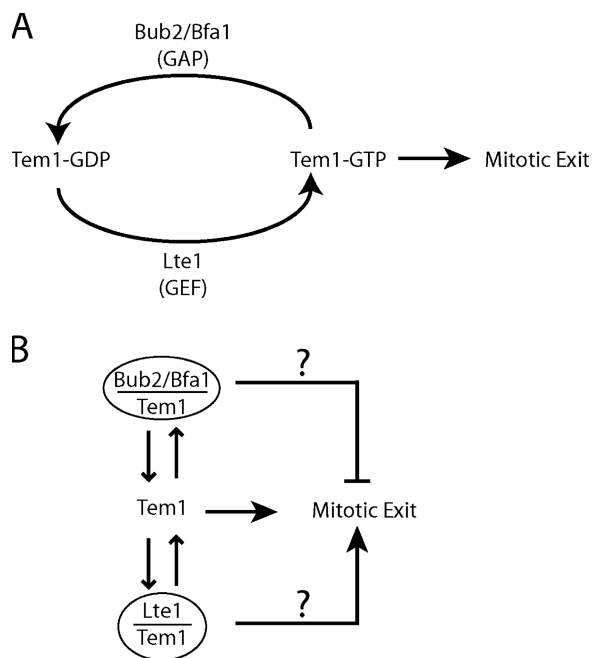 A
Bub2/Bfa1
(GAP)
Tem1-GDP
Tem1-GTP
Mitotic Exit
Lte1
(GEF)
B
Bub2/Bfa1
Tem1
?
Tem1
Mitotic Exit
Lte1
Tem1
?